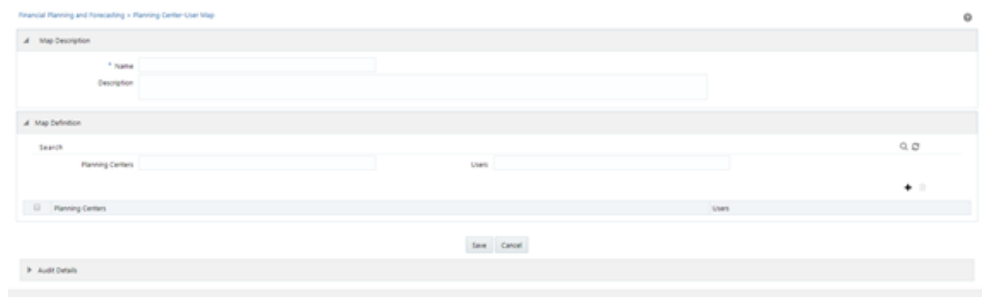 Financial Planning and Forecasting > Planning Center-User Map
Map Description
* Name
Description
Map Definition
Search
Planning Centers Users
Planning Centers Users
Save Cancel
Audit Details